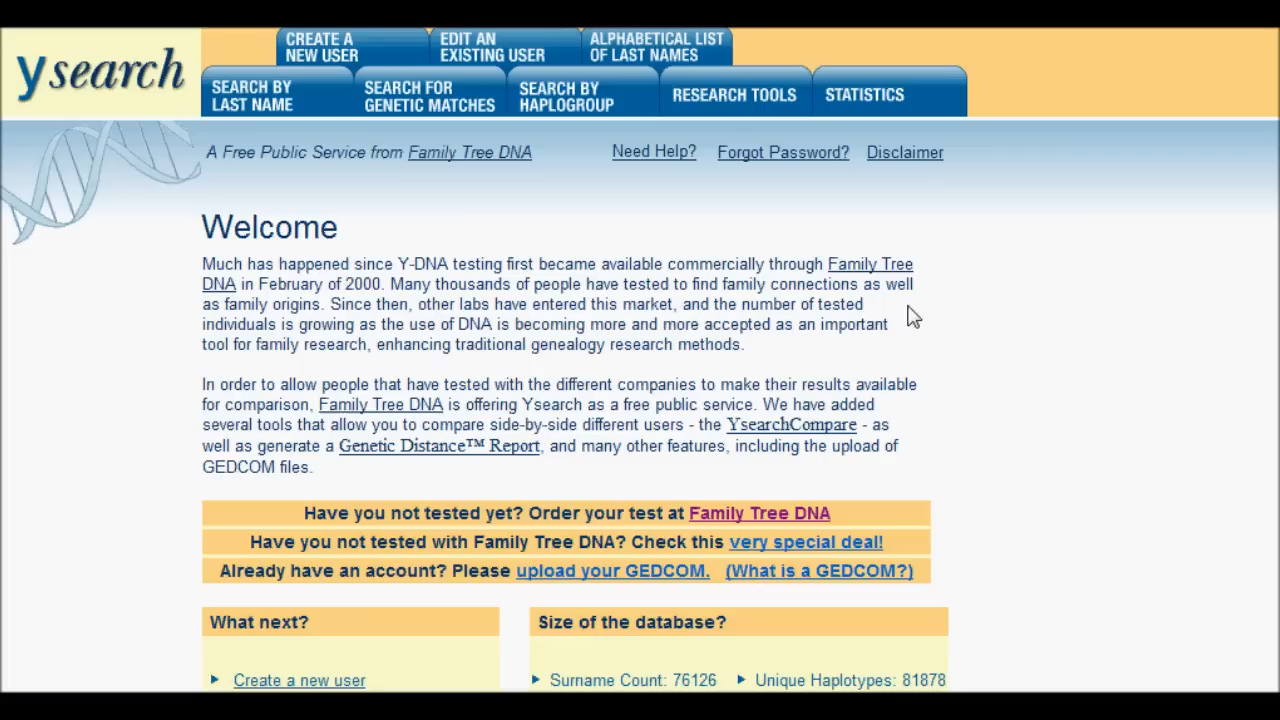 ysearch
CREATE A
NEW USER
EDIT AN
EXISTING USER
ALPHABETICAL LIST
OF LAST NAMES
SEARCH BY
LAST NAME
SEARCH FOR
GENETIC MATCHES
SEARCH BY
HAPLOGROUP
RESEARCH TOOLS
STATISTICS
A Free Public Service from Family Tree DNA
Need Help?
Forgot Password?
Disclaimer
Welcome
Much has happened since Y-DNA testing first became available commercially through Family Tree
DNA in February of 2000. Many thousands of people have tested to find family connections as well
as family origins. Since then, other labs have entered this market, and the number of tested
individuals is growing as the use of DNA is becoming more and more accepted as an important
tool for family research, enhancing traditional genealogy research methods.
In order to allow people that have tested with the different companies to make their results available
for comparison, Family Tree DNA is offering Ysearch as a free public service. We have added
several tools that allow you to compare side-by-side different users - the YsearchCompare - as
well as generate a Genetic Distance™ Report, and many other features, including the upload of
GEDCOM files.
Have you not tested yet? Order your test at Family Tree DNA
Have you not tested with Family Tree DNA? Check this very special deal!
Already have an account? Please upload your GEDCOM. (What is a GEDCOM?)
What next?
Create a new user
Size of the database?
Surname Count: 76126
Unique Haplotypes: 81878